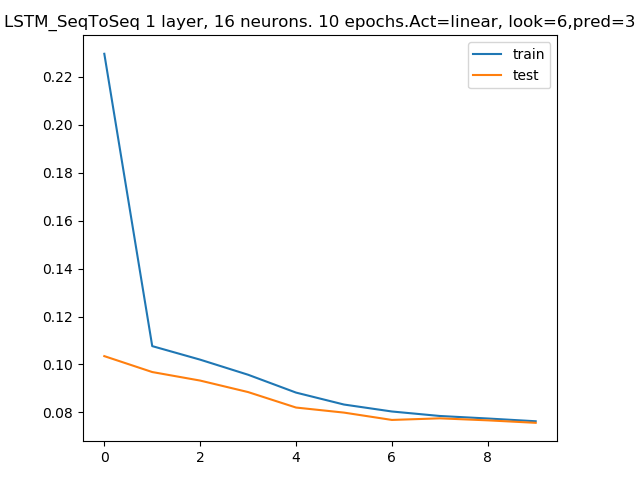 LSTM_SeqToSeq 1 layer, 16 neurons. 10 epochs.Act=linear, look=6,pred=3
train
test
0.22
0.20
0.18
0.16
0.14
0.12
0.10
0.08
0 2 4 6 8